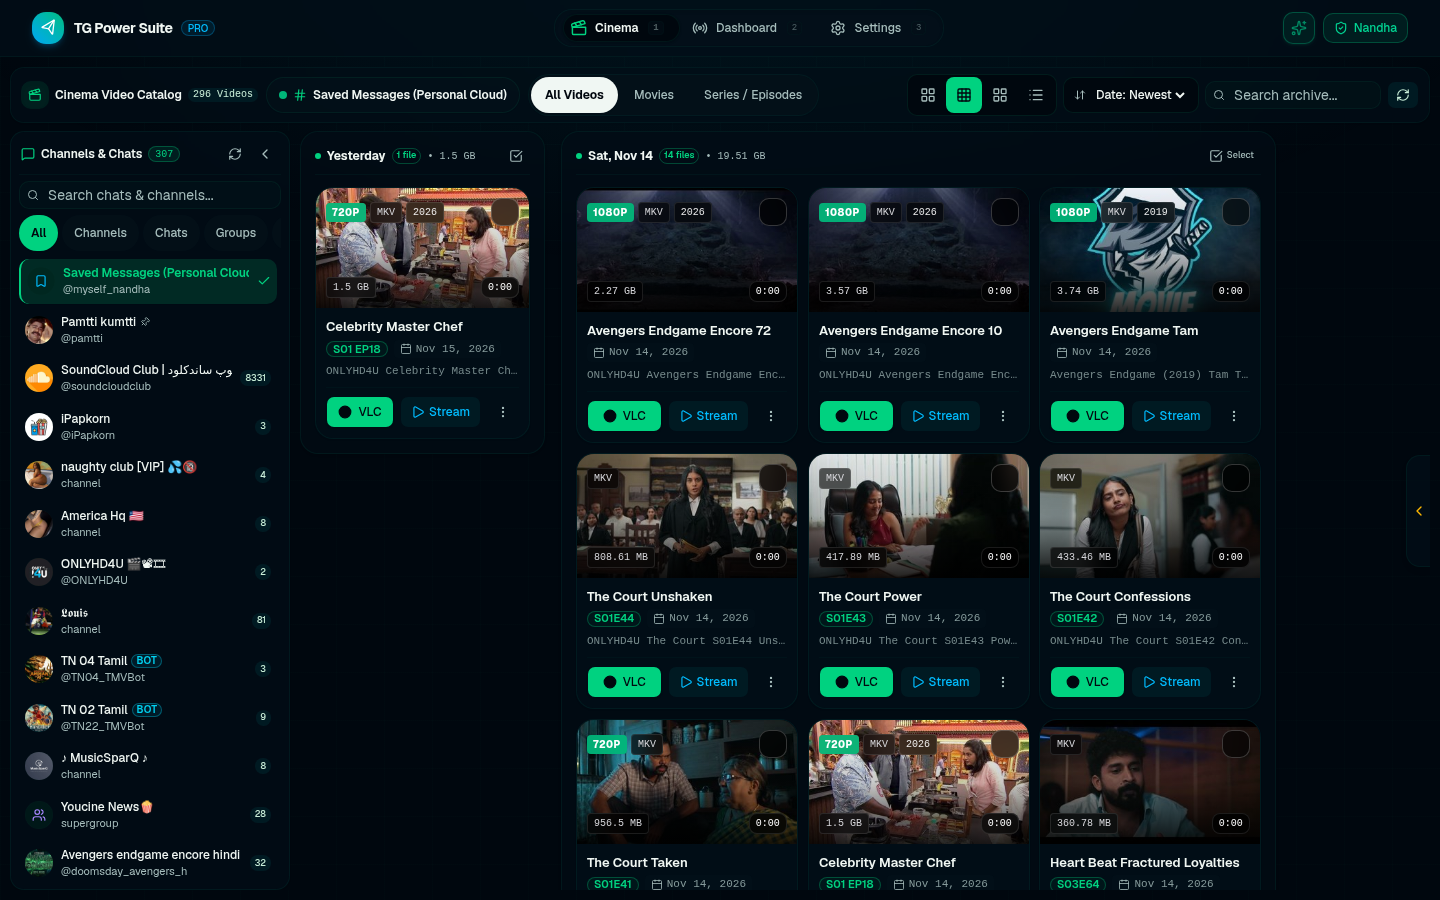 TG Power Suite PRO
Cinema 1
Dashboard 2
Settings 3
Nandha
Cinema Video Catalog 296 Videos
Saved Messages (Personal Cloud)
All Videos
Movies
Series / Episodes
Date: Newest
Search archive...
Channels & Chats 307
Search chats & channels...
All
Channels
Chats
Groups
Saved Messages (Personal Clou
@myself_nandha
Pamtti kumtti
@pamtti
SoundCloud Club | وپ ساندکلود
@soundcloudclub
8331
iPapkorn
@iPapkorn
3
naughty club [VIP] 💦🔞
channel
4
America Hq 🇺🇸
channel
8
ONLYHD4U 🎬📽🎞
@ONLYHD4U
2
𝕷𝖔𝖚𝖎𝖘
channel
81
TN 04 Tamil BOT
@TN04_TMVBot
3
TN 02 Tamil BOT
@TN22_TMVBot
9
♪ MusicSparQ ♪
channel
8
Youcine News🍿
supergroup
28
Avengers endgame encore hindi
@doomsday_avengers_h
32
Yesterday 1 file • 1.5 GB
720P MKV 2026
1.5 GB 0:00
Celebrity Master Chef
S01 EP18 Nov 15, 2026
ONLYHD4U Celebrity Master Ch…
VLC Stream
Sat, Nov 14 14 files • 19.51 GB
Select
1080P MKV 2026
2.27 GB 0:00
Avengers Endgame Encore 72
Nov 14, 2026
ONLYHD4U Avengers Endgame Enc…
VLC Stream
1080P MKV 2026
3.57 GB 0:00
Avengers Endgame Encore 10
Nov 14, 2026
ONLYHD4U Avengers Endgame Enc…
VLC Stream
1080P MKV 2019
MOVIE
3.74 GB 0:00
Avengers Endgame Tam
Nov 14, 2026
Avengers Endgame (2019) Tam T…
VLC Stream
MKV
808.61 MB 0:00
The Court Unshaken
S01E44 Nov 14, 2026
ONLYHD4U The Court S01E44 Uns…
VLC Stream
MKV
417.89 MB 0:00
The Court Power
S01E43 Nov 14, 2026
ONLYHD4U The Court S01E43 Pow…
VLC Stream
MKV
433.46 MB 0:00
The Court Confessions
S01E42 Nov 14, 2026
ONLYHD4U The Court S01E42 Con…
VLC Stream
720P MKV
956.5 MB 0:00
The Court Taken
S01E41 Nov 14, 2026
720P MKV 2026
1.5 GB 0:00
Celebrity Master Chef
S01 EP18 Nov 14, 2026
MKV
360.78 MB 0:00
Heart Beat Fractured Loyalties
S03E64 Nov 14, 2026